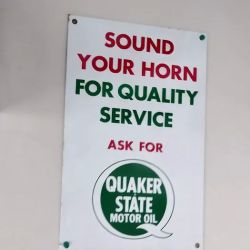 SOUND
YOUR HORN
FOR QUALITY
SERVICE
ASK FOR
QUAKER
STATE
MOTOR OIL